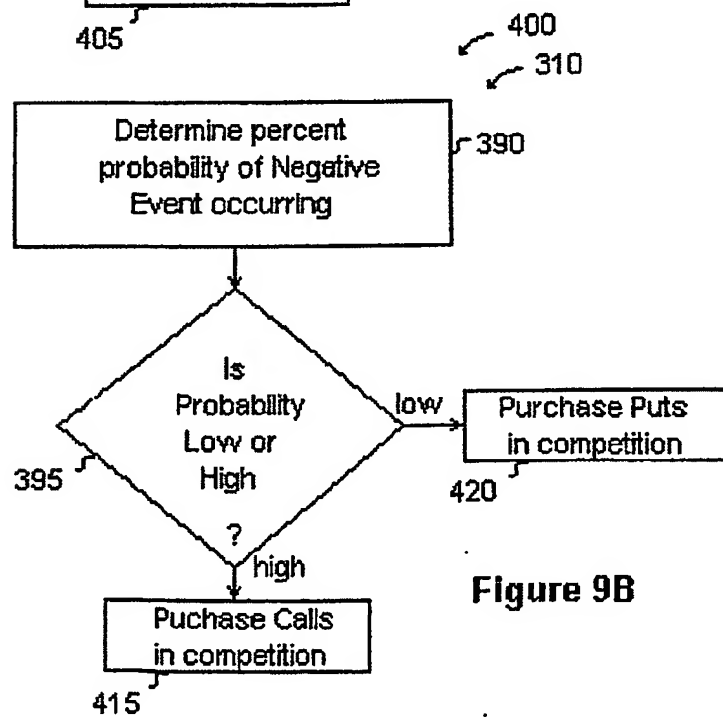 405
400
310
Determine percent
probability of Negative
Event occurring
390
Is
Probability
Low or
High
?
395
low
Purchase Puts
in competition
420
high
Puchase Calls
in competition
415
Figure 9B